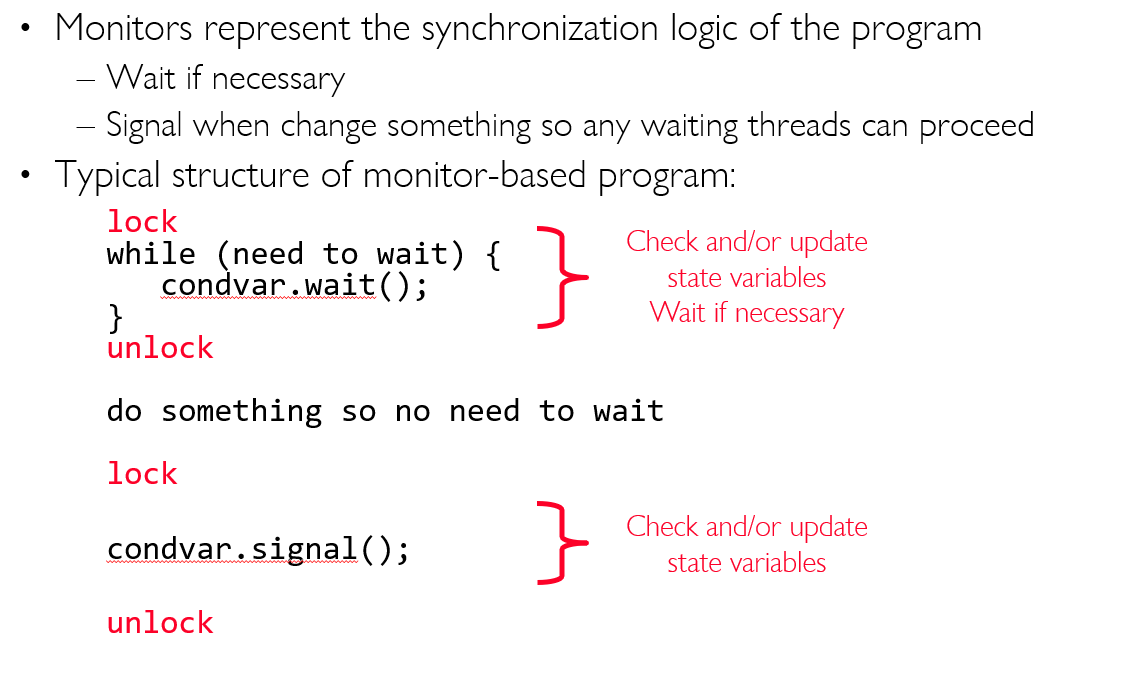 • Monitors represent the synchronization logic of the program
– Wait if necessary
– Signal when change something so any waiting threads can proceed
• Typical structure of monitor-based program:
lock
while (need to wait) {
condvar.wait();
}
unlock
Check and/or update
state variables
Wait if necessary
do something so no need to wait
lock
condvar.signal();
Check and/or update
state variables
unlock